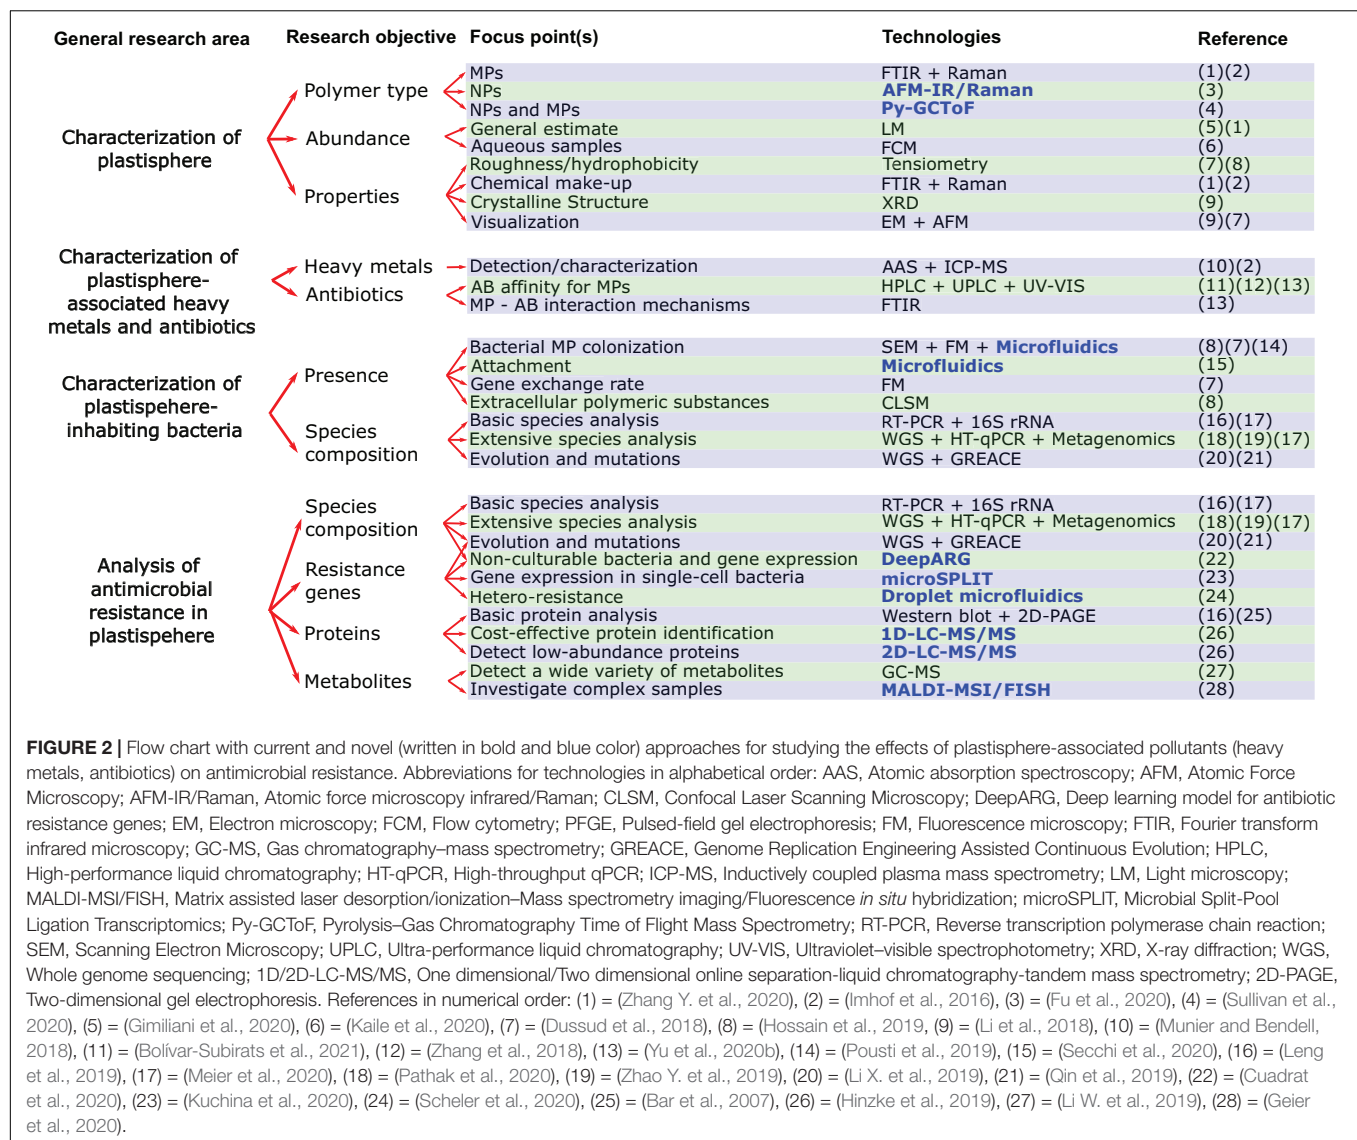 General research area Research objective Focus point(s) Technologies Reference
MPs FTIR + Raman (1)(2)
Polymer type NPs AFM-IR/Raman (3)
NPs and MPs Py-GCToF (4)
Characterization of
plastisphere
Abundance
General estimate LM (5)(1)
Aqueous samples FCM (6)
Roughness/hydrophobicity Tensiometry (7)(8)
Properties
Chemical make-up FTIR + Raman (1)(2)
Crystalline Structure XRD (9)
Visualization EM + AFM (9)(7)
Characterization of
plastisphere-
associated heavy
metals and antibiotics
Heavy metals Detection/characterization AAS + ICP-MS (10)(2)
Antibiotics
AB affinity for MPs HPLC + UPLC + UV-VIS (11)(12)(13)
MP - AB interaction mechanisms FTIR (13)
Characterization of
plastispehere-
inhabiting bacteria
Presence
Bacterial MP colonization SEM + FM + Microfluidics (8)(7)(14)
Attachment Microfluidics (15)
Gene exchange rate FM (7)
Extracellular polymeric substances CLSM (8)
Species
composition
Basic species analysis RT-PCR + 16S rRNA (16)(17)
Extensive species analysis WGS + HT-qPCR + Metagenomics (18)(19)(17)
Evolution and mutations WGS + GREACE (20)(21)
Analysis of
antimicrobial
resistance in
plastispehere
Species
composition
Basic species analysis RT-PCR + 16S rRNA (16)(17)
Extensive species analysis WGS + HT-qPCR + Metagenomics (18)(19)(17)
Evolution and mutations WGS + GREACE (20)(21)
Resistance
genes
Non-culturable bacteria and gene expression DeepARG (22)
Gene expression in single-cell bacteria microSPLIT (23)
Hetero-resistance Droplet microfluidics (24)
Proteins
Basic protein analysis Western blot + 2D-PAGE (16)(25)
Cost-effective protein identification 1D-LC-MS/MS (26)
Detect low-abundance proteins 2D-LC-MS/MS (26)
Metabolites
Detect a wide variety of metabolites GC-MS (27)
Investigate complex samples MALDI-MSI/FISH (28)
FIGURE 2 | Flow chart with current and novel (written in bold and blue color) approaches for studying the effects of plastisphere-associated pollutants (heavy
metals, antibiotics) on antimicrobial resistance. Abbreviations for technologies in alphabetical order: AAS, Atomic absorption spectroscopy; AFM, Atomic Force
Microscopy; AFM-IR/Raman, Atomic force microscopy infrared/Raman; CLSM, Confocal Laser Scanning Microscopy; DeepARG, Deep learning model for antibiotic
resistance genes; EM, Electron microscopy; FCM, Flow cytometry; PFGE, Pulsed-field gel electrophoresis; FM, Fluorescence microscopy; FTIR, Fourier transform
infrared microscopy; GC-MS, Gas chromatography–mass spectrometry; GREACE, Genome Replication Engineering Assisted Continuous Evolution; HPLC,
High-performance liquid chromatography; HT-qPCR, High-throughput qPCR; ICP-MS, Inductively coupled plasma mass spectrometry; LM, Light microscopy;
MALDI-MSI/FISH, Matrix assisted laser desorption/ionization–Mass spectrometry imaging/Fluorescence in situ hybridization; microSPLIT, Microbial Split-Pool
Ligation Transcriptomics; Py-GCToF, Pyrolysis–Gas Chromatography Time of Flight Mass Spectrometry; RT-PCR, Reverse transcription polymerase chain reaction;
SEM, Scanning Electron Microscopy; UPLC, Ultra-performance liquid chromatography; UV-VIS, Ultraviolet–visible spectrophotometry; XRD, X-ray diffraction; WGS,
Whole genome sequencing; 1D/2D-LC-MS/MS, One dimensional/Two dimensional online separation-liquid chromatography-tandem mass spectrometry; 2D-PAGE,
Two-dimensional gel electrophoresis. References in numerical order: (1) = (Zhang Y. et al., 2020), (2) = (Imhof et al., 2016), (3) = (Fu et al., 2020), (4) = (Sullivan et al.,
2020), (5) = (Gimiliani et al., 2020), (6) = (Kaile et al., 2020), (7) = (Dussud et al., 2018), (8) = (Hossain et al., 2019, (9) = (Li et al., 2018), (10) = (Munier and Bendell,
2018), (11) = (Bolívar-Subirats et al., 2021), (12) = (Zhang et al., 2018), (13) = (Yu et al., 2020b), (14) = (Pousti et al., 2019), (15) = (Secchi et al., 2020), (16) = (Leng
et al., 2019), (17) = (Meier et al., 2020), (18) = (Pathak et al., 2020), (19) = (Zhao Y. et al., 2019), (20) = (Li X. et al., 2019), (21) = (Qin et al., 2019), (22) = (Cuadrat
et al., 2020), (23) = (Kuchina et al., 2020), (24) = (Scheler et al., 2020), (25) = (Bar et al., 2007), (26) = (Hinzke et al., 2019), (27) = (Li W. et al., 2019), (28) = (Geier
et al., 2020).